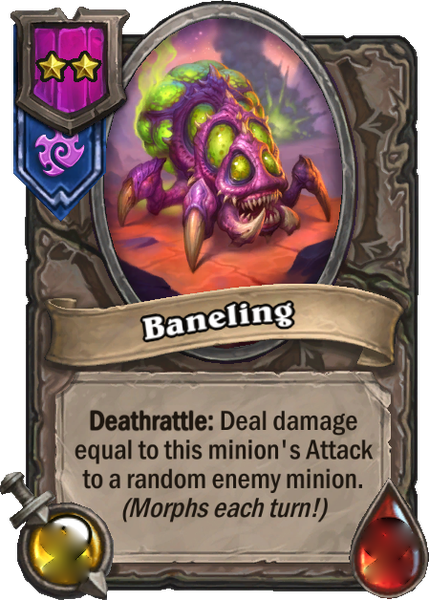 Baneling
Deathrattle: Deal damage
equal to this minion's Attack
to a random enemy minion.
(Morphs each turn!)